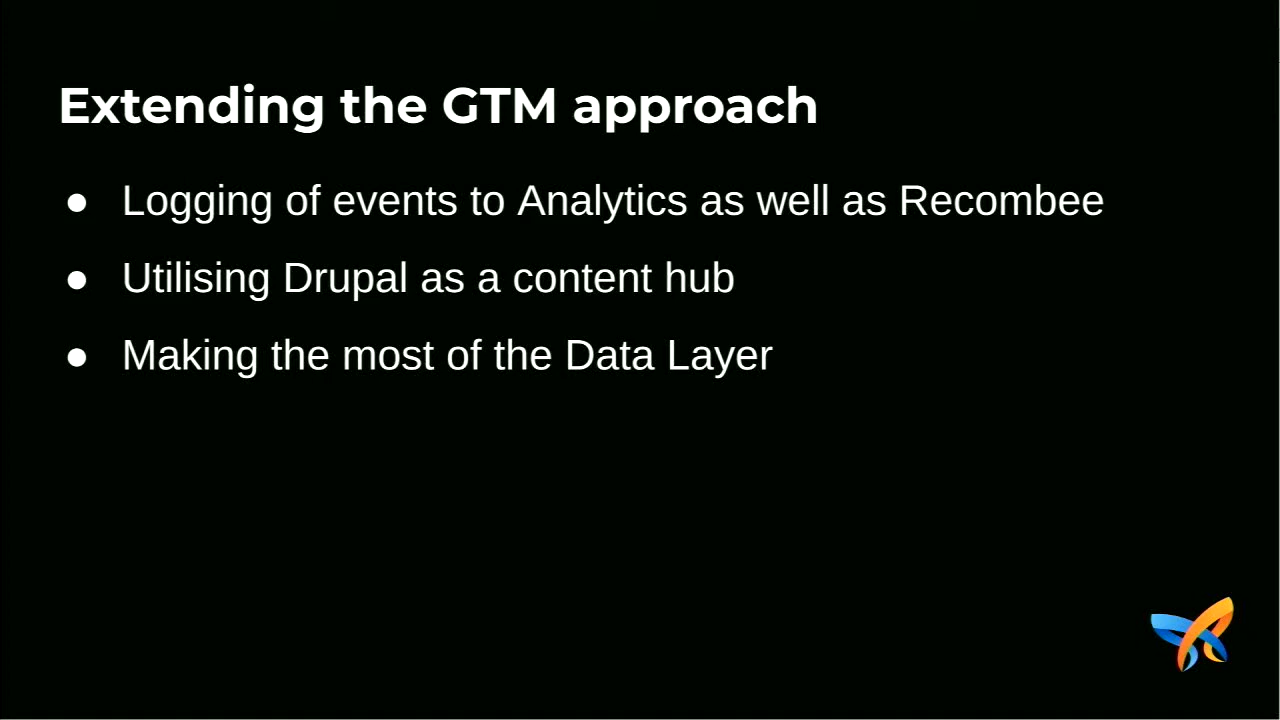 Extending the GTM approach
● Logging of events to Analytics as well as Recombee
● Utilising Drupal as a content hub
● Making the most of the Data Layer